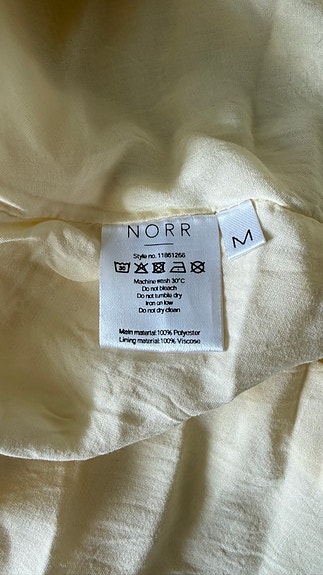 NORR
M
Style no. 11861266
30
Machine wash 30°C
Do not bleach
Do not tumble dry
Iron on low
Do not dry clean
Main material:100% Polyester
Lining material:100% Viscose